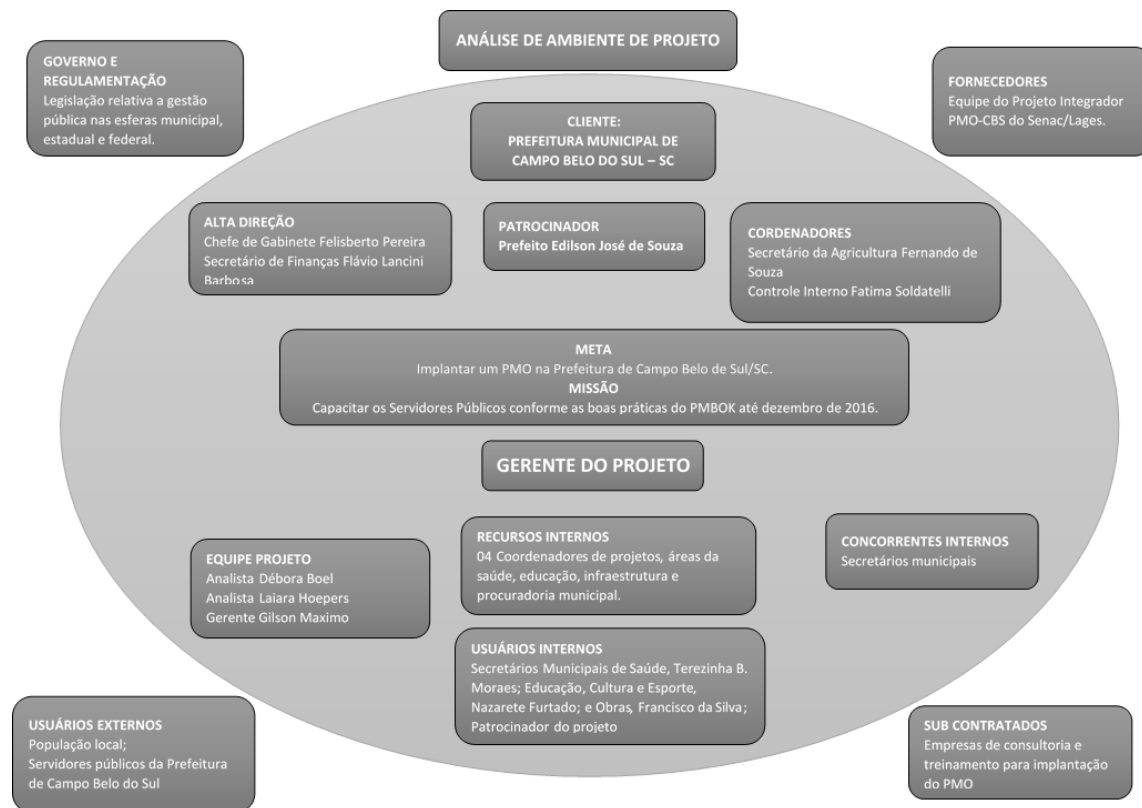 ANÁLISE DE AMBIENTE DE PROJETO
GOVERNO E
REGULAMENTAÇÃO
Legislação relativa a gestão
pública nas esferas municipal,
estadual e federal.
FORNECEDORES
Equipe do Projeto Integrador
PMO-CBS do Senac/Lages.
CLIENTE:
PREFEITURA MUNICIPAL DE
CAMPO BELO DO SUL – SC
ALTA DIREÇÃO
Chefe de Gabinete Felisberto Pereira
Secretário de Finanças Flávio Lancini
Barbosa
PATROCINADOR
Prefeito Edilson José de Souza
CORDENADORES
Secretário da Agricultura Fernando de
Souza
Controle Interno Fatima Soldatelli
META
Implantar um PMO na Prefeitura de Campo Belo de Sul/SC.
MISSÃO
Capacitar os Servidores Públicos conforme as boas práticas do PMBOK até dezembro de 2016.
GERENTE DO PROJETO
EQUIPE PROJETO
Analista Débora Boel
Analista Laiara Hoepers
Gerente Gilson Maximo
RECURSOS INTERNOS
04 Coordenadores de projetos, áreas da
saúde, educação, infraestrutura e
procuradoria municipal.
CONCORRENTES INTERNOS
Secretários municipais
USUÁRIOS INTERNOS
Secretários Municipais de Saúde, Terezinha B.
Moraes; Educação, Cultura e Esporte,
Nazarete Furtado; e Obras, Francisco da Silva;
Patrocinador do projeto
USUÁRIOS EXTERNOS
População local;
Servidores públicos da Prefeitura
de Campo Belo do Sul
SUB CONTRATADOS
Empresas de consultoria e
treinamento para implantação
do PMO